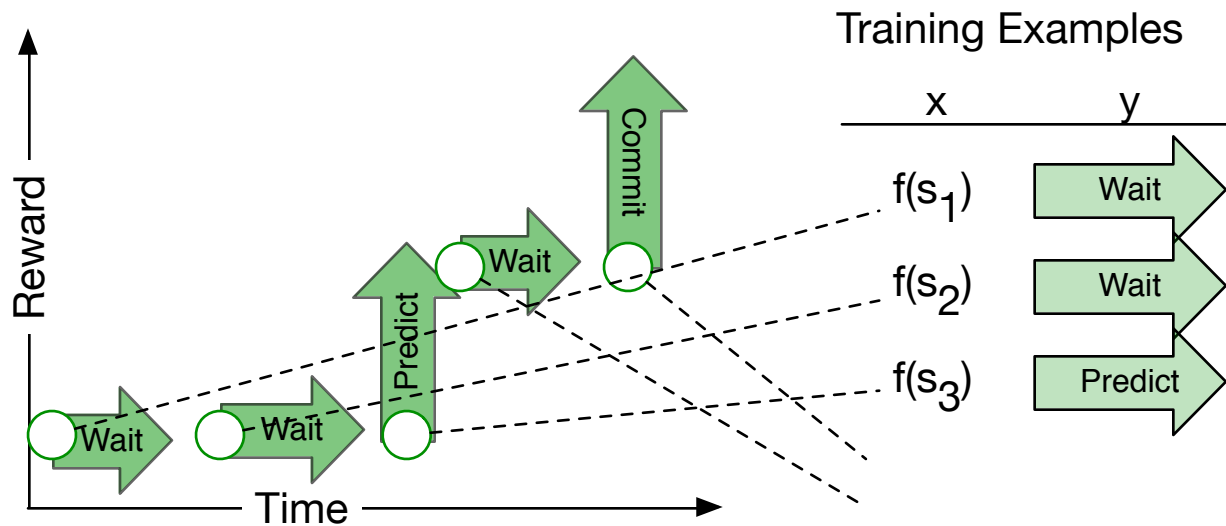 Training Examples
x y
f(s1) Wait
f(s2) Wait
f(s3) Predict
Reward
Time
Wait
Wait
Predict
Wait
Commit